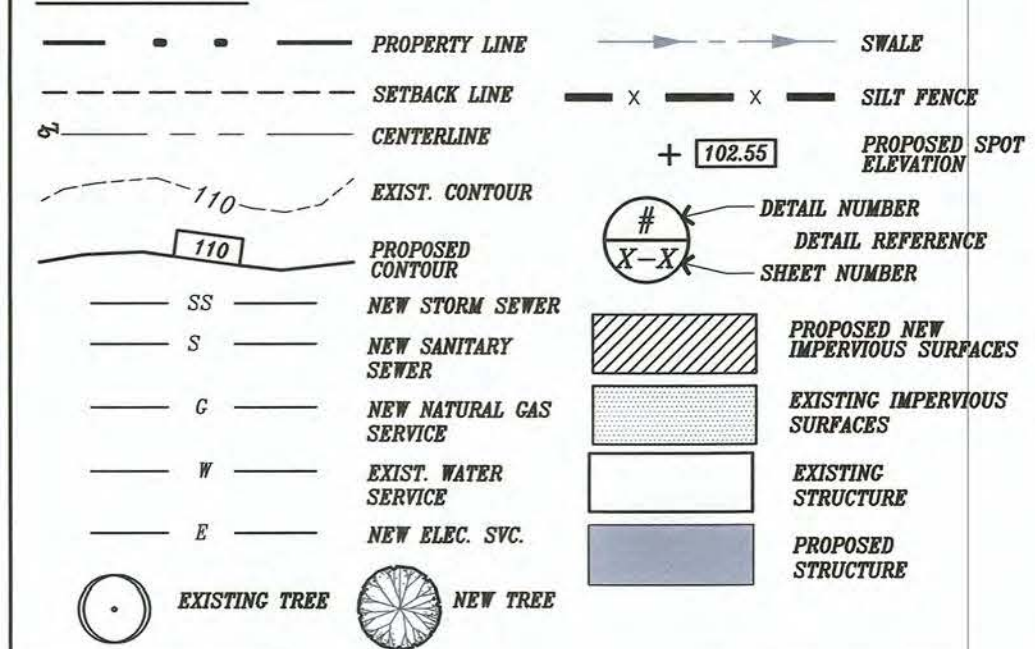 PROPERTY LINE
SETBACK LINE
CL
CENTERLINE
110
EXIST. CONTOUR
110
PROPOSED
CONTOUR
SS
NEW STORM SEWER
S
NEW SANITARY
SEWER
G
NEW NATURAL GAS
SERVICE
W
EXIST. WATER
SERVICE
E
NEW ELEC. SVC.
EXISTING TREE
NEW TREE
SWALE
X X
SILT FENCE
+ 102.55
PROPOSED SPOT
ELEVATION
#
X-X
DETAIL NUMBER
DETAIL REFERENCE
SHEET NUMBER
PROPOSED NEW
IMPERVIOUS SURFACES
EXISTING IMPERVIOUS
SURFACES
EXISTING
STRUCTURE
PROPOSED
STRUCTURE